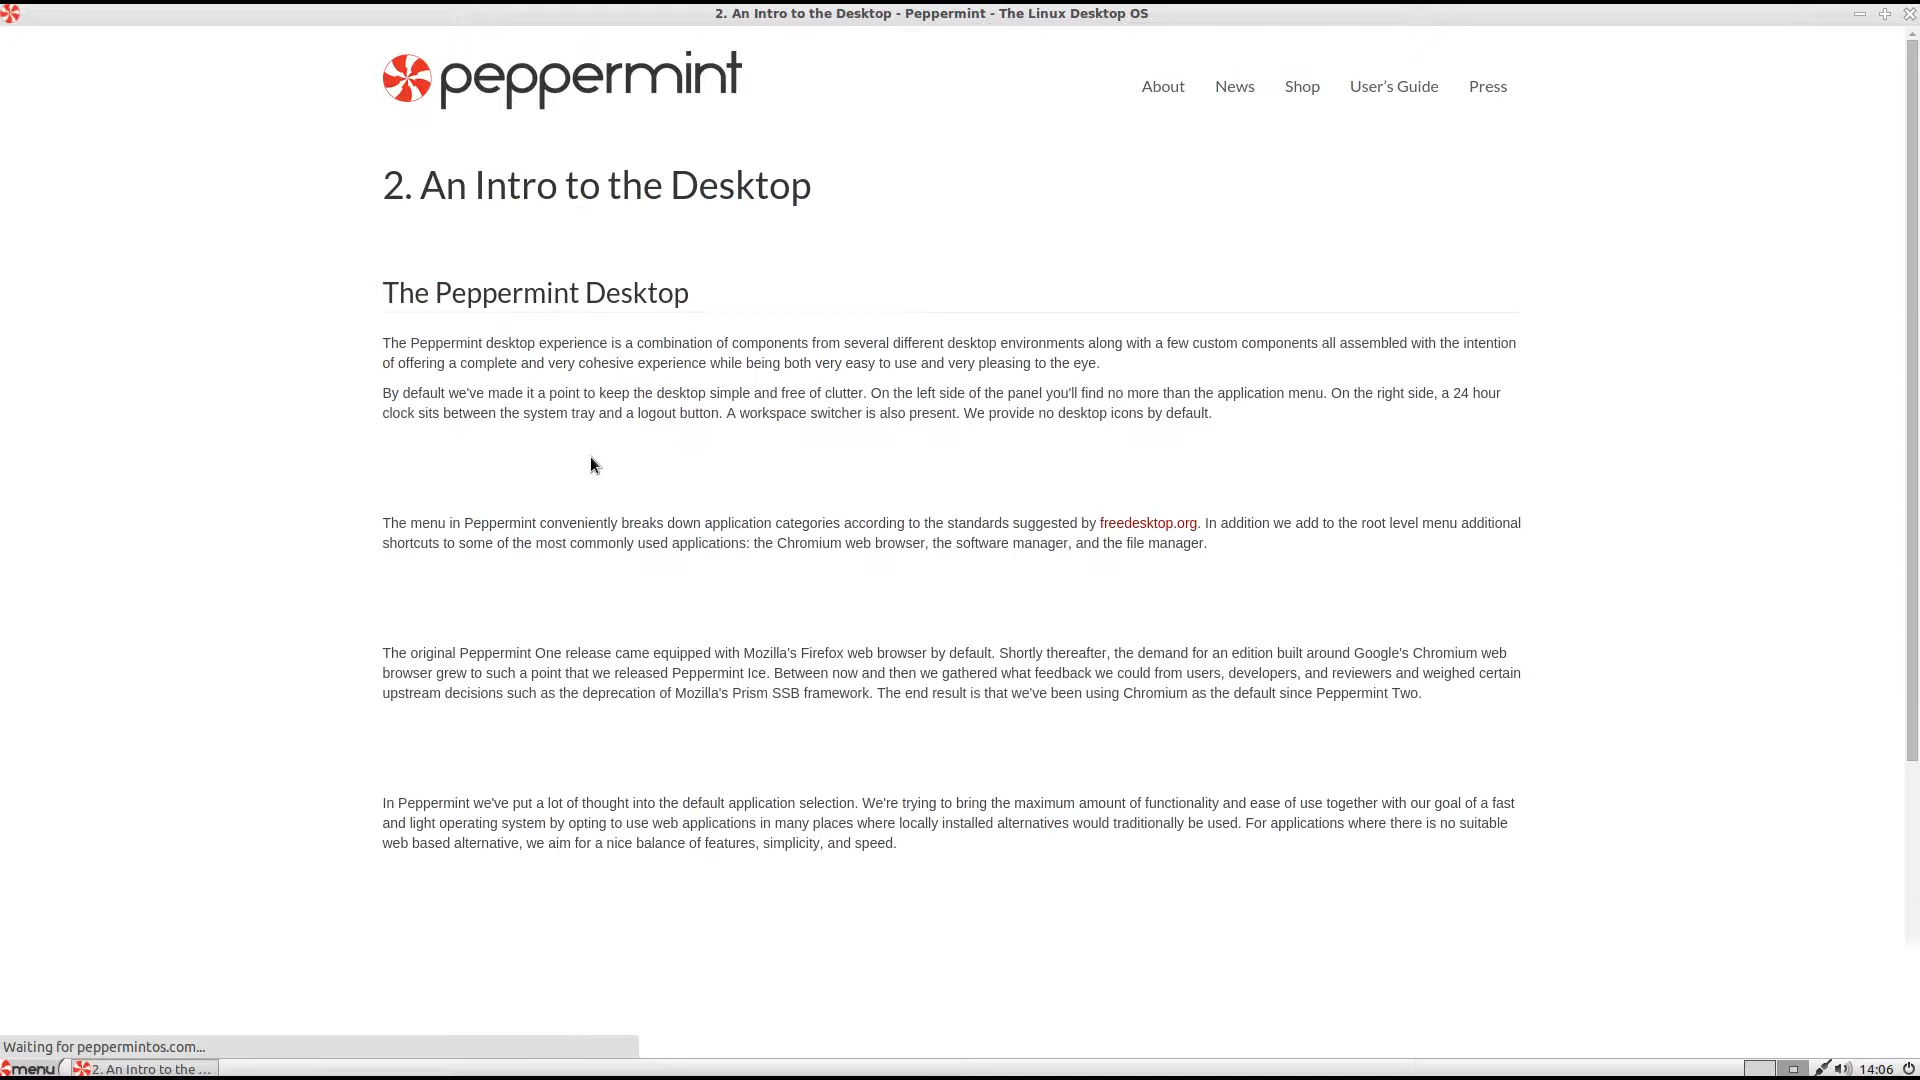 2. An Intro to the Desktop - Peppermint - The Linux Desktop OS
peppermint
About News Shop User's Guide Press
2. An Intro to the Desktop
The Peppermint Desktop
The Peppermint desktop experience is a combination of components from several different desktop environments along with a few custom components all assembled with the intention
of offering a complete and very cohesive experience while being both very easy to use and very pleasing to the eye.
By default we've made it a point to keep the desktop simple and free of clutter. On the left side of the panel you'll find no more than the application menu. On the right side, a 24 hour
clock sits between the system tray and a logout button. A workspace switcher is also present. We provide no desktop icons by default.
The menu in Peppermint conveniently breaks down application categories according to the standards suggested by freedesktop.org. In addition we add to the root level menu additional
shortcuts to some of the most commonly used applications: the Chromium web browser, the software manager, and the file manager.
The original Peppermint One release came equipped with Mozilla's Firefox web browser by default. Shortly thereafter, the demand for an edition built around Google's Chromium web
browser grew to such a point that we released Peppermint Ice. Between now and then we gathered what feedback we could from users, developers, and reviewers and weighed certain
upstream decisions such as the deprecation of Mozilla's Prism SSB framework. The end result is that we've been using Chromium as the default since Peppermint Two.
In Peppermint we've put a lot of thought into the default application selection. We're trying to bring the maximum amount of functionality and ease of use together with our goal of a fast
and light operating system by opting to use web applications in many places where locally installed alternatives would traditionally be used. For applications where there is no suitable
web based alternative, we aim for a nice balance of features, simplicity, and speed.
Waiting for peppermintos.com...
menu 2. An Intro to the ... 14:06